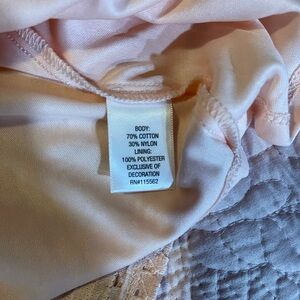 BODY:
70% COTTON
30% NYLON
LINING:
100% POLYESTER
EXCLUSIVE OF
DECORATION
RN#115562